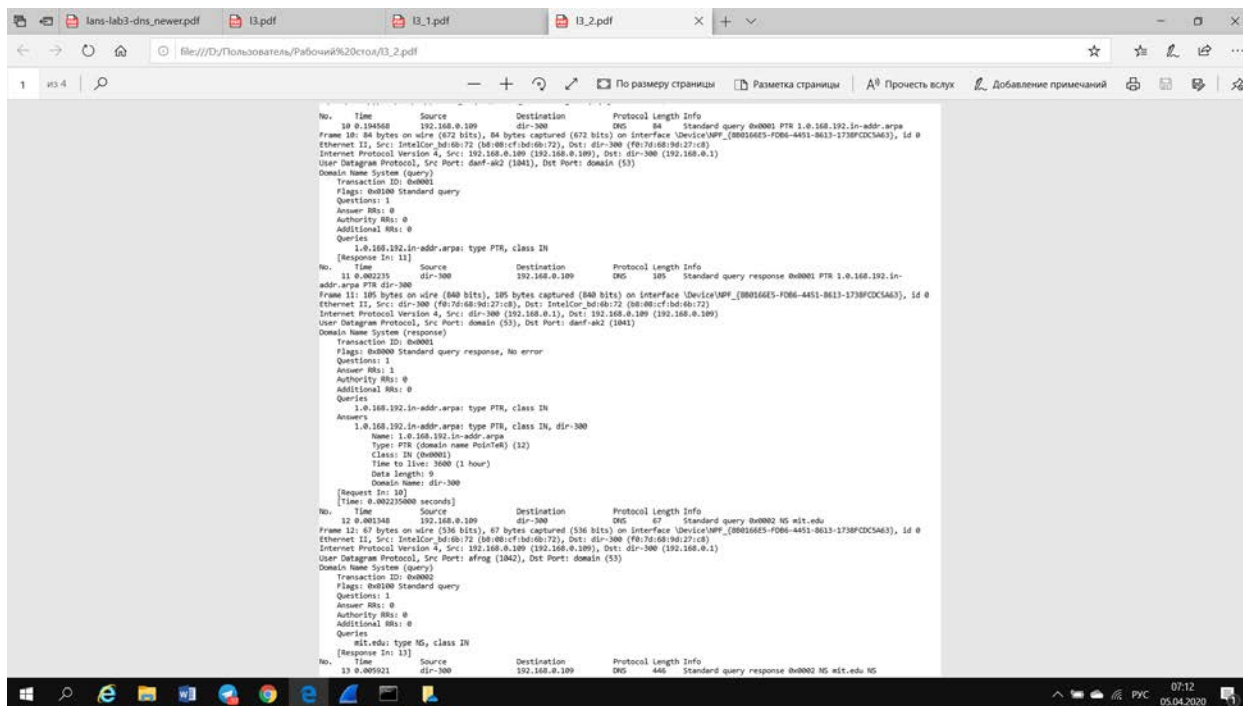 lans-lab3-dns_newer.pdf
l3.pdf
l3_1.pdf
l3_2.pdf
file:///D:/Пользователь/Рабочий%20стол/l3_2.pdf
1 из 4
По размеру страницы
Разметка страницы
Прочесть вслух
Добавление примечаний
No. Time Source Destination Protocol Length Info
10 0.194568 192.168.0.109 dir-300 DNS 84 Standard query 0x0001 PTR 1.0.168.192.in-addr.arpa
Frame 10: 84 bytes on wire (672 bits), 84 bytes captured (672 bits) on interface \Device\NPF_{8B0166E5-FDB6-4451-8613-1738FCDC5A63}, id 0
Ethernet II, Src: IntelCor_bd:6b:72 (b8:08:cf:bd:6b:72), Dst: dir-300 (f0:7d:68:9d:27:c8)
Internet Protocol Version 4, Src: 192.168.0.109 (192.168.0.109), Dst: dir-300 (192.168.0.1)
User Datagram Protocol, Src Port: danf-ak2 (1041), Dst Port: domain (53)
Domain Name System (query)
Transaction ID: 0x0001
Flags: 0x0100 Standard query
Questions: 1
Answer RRs: 0
Authority RRs: 0
Additional RRs: 0
Queries
1.0.168.192.in-addr.arpa: type PTR, class IN
[Response In: 11]
No. Time Source Destination Protocol Length Info
11 0.002235 dir-300 192.168.0.109 DNS 105 Standard query response 0x0001 PTR 1.0.168.192.in-
addr.arpa PTR dir-300
Frame 11: 105 bytes on wire (840 bits), 105 bytes captured (840 bits) on interface \Device\NPF_{8B0166E5-FDB6-4451-8613-1738FCDC5A63}, id 0
Ethernet II, Src: dir-300 (f0:7d:68:9d:27:c8), Dst: IntelCor_bd:6b:72 (b8:08:cf:bd:6b:72)
Internet Protocol Version 4, Src: dir-300 (192.168.0.1), Dst: 192.168.0.109 (192.168.0.109)
User Datagram Protocol, Src Port: domain (53), Dst Port: danf-ak2 (1041)
Domain Name System (response)
Transaction ID: 0x0001
Flags: 0x8000 Standard query response, No error
Questions: 1
Answer RRs: 1
Authority RRs: 0
Additional RRs: 0
Queries
1.0.168.192.in-addr.arpa: type PTR, class IN
Answers
1.0.168.192.in-addr.arpa: type PTR, class IN, dir-300
Name: 1.0.168.192.in-addr.arpa
Type: PTR (domain name PoinTeR) (12)
Class: IN (0x0001)
Time to live: 3600 (1 hour)
Data length: 9
Domain Name: dir-300
[Request In: 10]
[Time: 0.002235000 seconds]
No. Time Source Destination Protocol Length Info
12 0.001348 192.168.0.109 dir-300 DNS 67 Standard query 0x0002 NS mit.edu
Frame 12: 67 bytes on wire (536 bits), 67 bytes captured (536 bits) on interface \Device\NPF_{8B0166E5-FDB6-4451-8613-1738FCDC5A63}, id 0
Ethernet II, Src: IntelCor_bd:6b:72 (b8:08:cf:bd:6b:72), Dst: dir-300 (f0:7d:68:9d:27:c8)
Internet Protocol Version 4, Src: 192.168.0.109 (192.168.0.109), Dst: dir-300 (192.168.0.1)
User Datagram Protocol, Src Port: afrog (1042), Dst Port: domain (53)
Domain Name System (query)
Transaction ID: 0x0002
Flags: 0x0100 Standard query
Questions: 1
Answer RRs: 0
Authority RRs: 0
Additional RRs: 0
Queries
mit.edu: type NS, class IN
[Response In: 13]
No. Time Source Destination Protocol Length Info
13 0.005921 dir-300 192.168.0.109 DNS 446 Standard query response 0x0002 NS mit.edu NS
РУС
07:12
05.04.2020